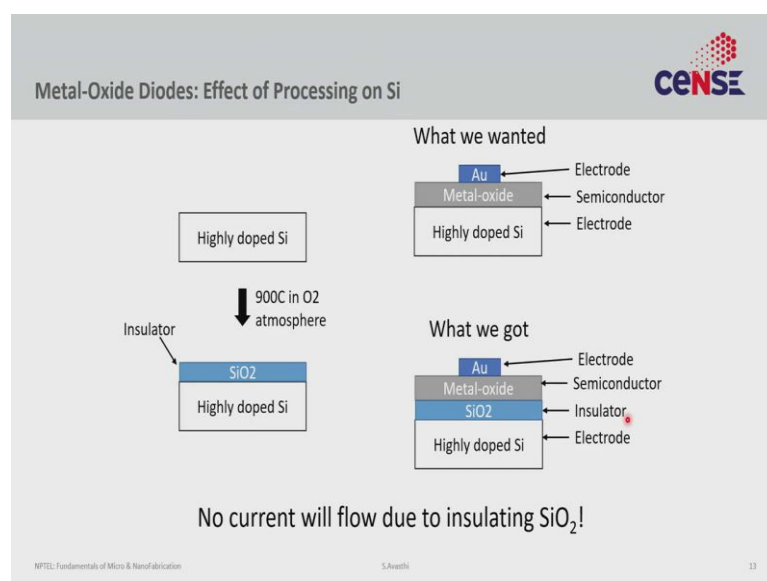 CeNSE
Metal-Oxide Diodes: Effect of Processing on Si
What we wanted
Au
Electrode
Metal-oxide
Semiconductor
Highly doped Si
Electrode
Highly doped Si
900C in O2
atmosphere
Insulator
SiO2
Highly doped Si
What we got
Au
Electrode
Metal-oxide
Semiconductor
SiO2
Insulator
Highly doped Si
Electrode
No current will flow due to insulating SiO₂!
NPTEL: Fundamentals of Micro & NanoFabrication
S.Avasthi
13